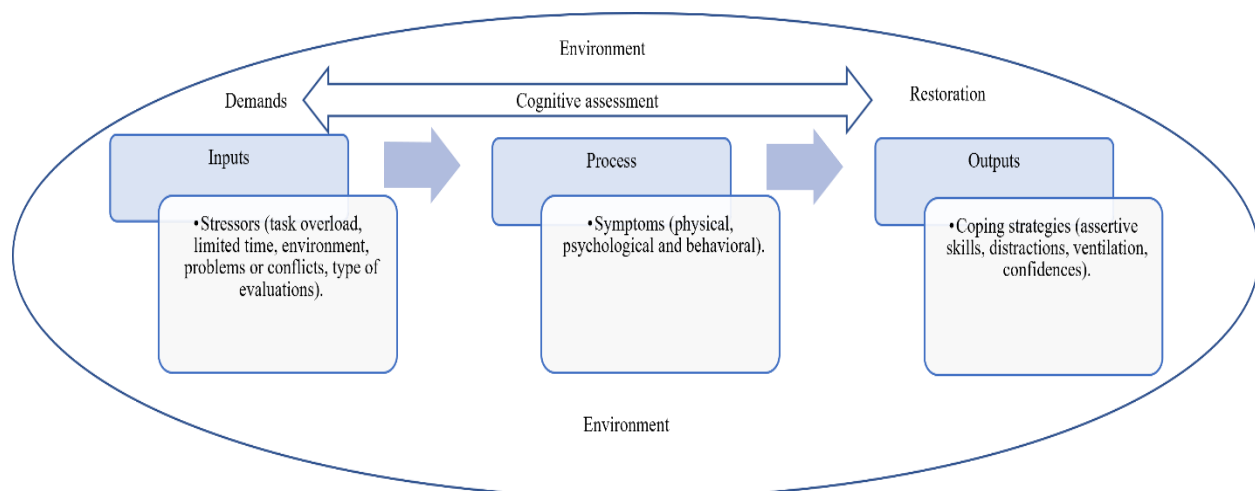 Environment
Demands
Cognitive assessment
Restoration
Inputs
•Stressors (task overload,
limited time, environment,
problems or conflicts, type of
evaluations).
Process
•Symptoms (physical,
psychological and behavioral).
Outputs
•Coping strategies (assertive
skills, distractions, ventilation,
confidences).
Environment